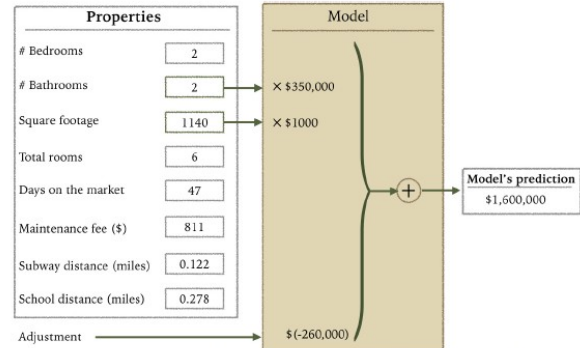 Properties
# Bedrooms 2
# Bathrooms 2
Square footage 1140
Total rooms 6
Days on the market 47
Maintenance fee ($) 811
Subway distance (miles) 0.122
School distance (miles) 0.278
Adjustment
Model
× $350,000
× $1000
$(-260,000)
+
Model's prediction
$1,600,000